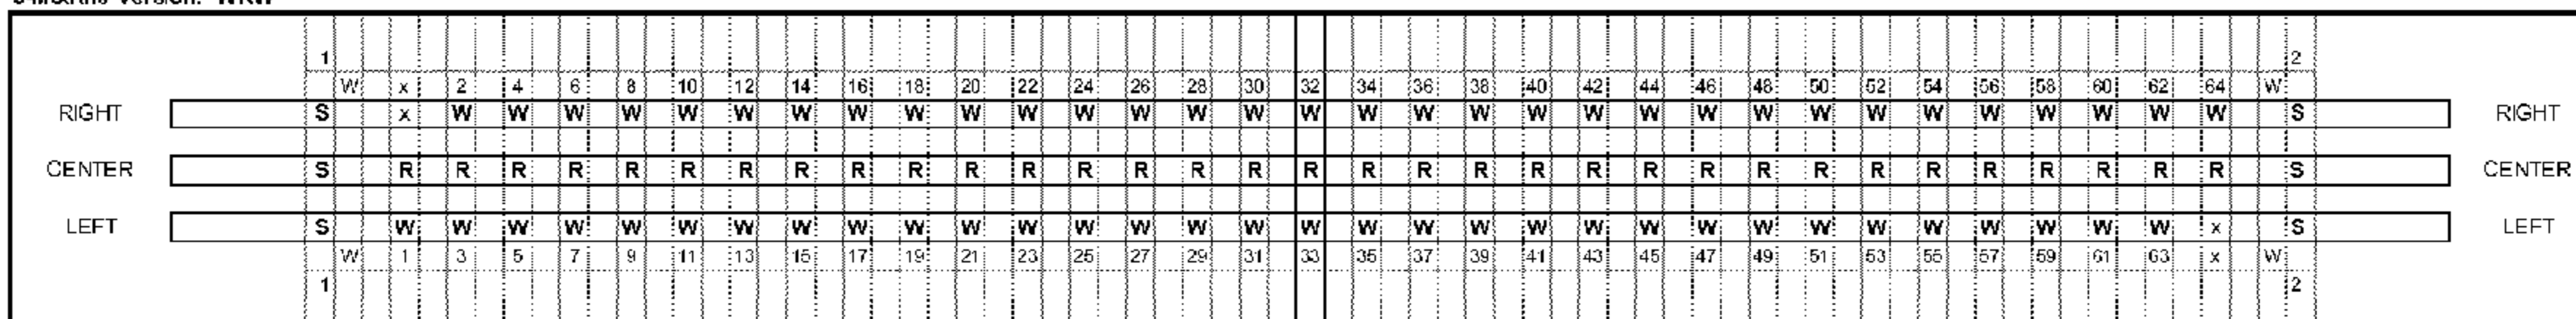 Version: WRW
1 2
W x 2 4 6 8 10 12 14 16 18 20 22 24 26 28 30 32 34 36 38 40 42 44 46 48 50 52 54 56 58 60 62 64 W
RIGHT S x W W W W W W W W W W W W W W W W W W W W W W W W W W W W W W W W S RIGHT
CENTER S R R R R R R R R R R R R R R R R R R R R R R R R R R R R R R R R R S CENTER
LEFT S W W W W W W W W W W W W W W W W W W W W W W W W W W W W W W W W x S LEFT
W 1 3 5 7 9 11 13 15 17 19 21 23 25 27 29 31 33 35 37 39 41 43 45 47 49 51 53 55 57 59 61 63 x W
1 2